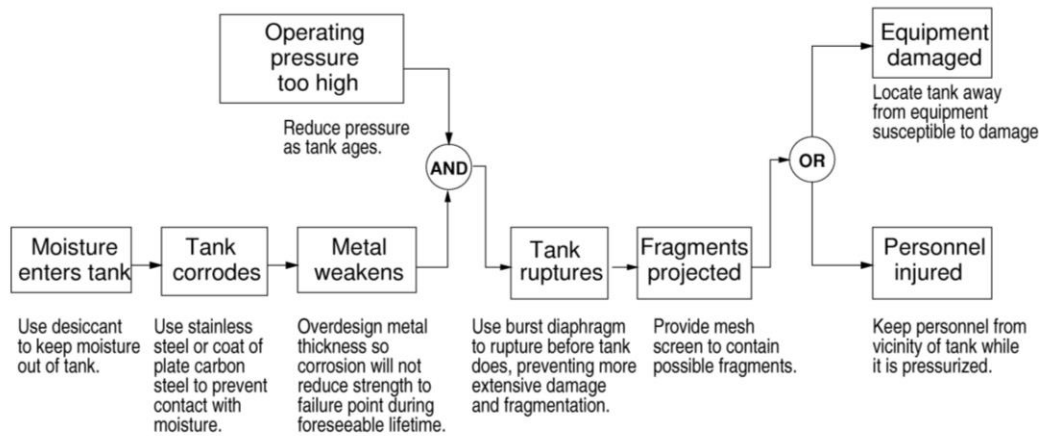 Operating
pressure
too high
Reduce pressure
as tank ages.
Equipment
damaged
Locate tank away
from equipment
susceptible to damage
AND
OR
Moisture
enters tank
Use desiccant
to keep moisture
out of tank.
Tank
corrodes
Use stainless
steel or coat of
plate carbon
steel to prevent
contact with
moisture.
Metal
weakens
Overdesign metal
thickness so
corrosion will not
reduce strength to
failure point during
foreseeable lifetime.
Tank
ruptures
Use burst diaphragm
to rupture before tank
does, preventing more
extensive damage
and fragmentation.
Fragments
projected
Provide mesh
screen to contain
possible fragments.
Personnel
injured
Keep personnel from
vicinity of tank while
it is pressurized.